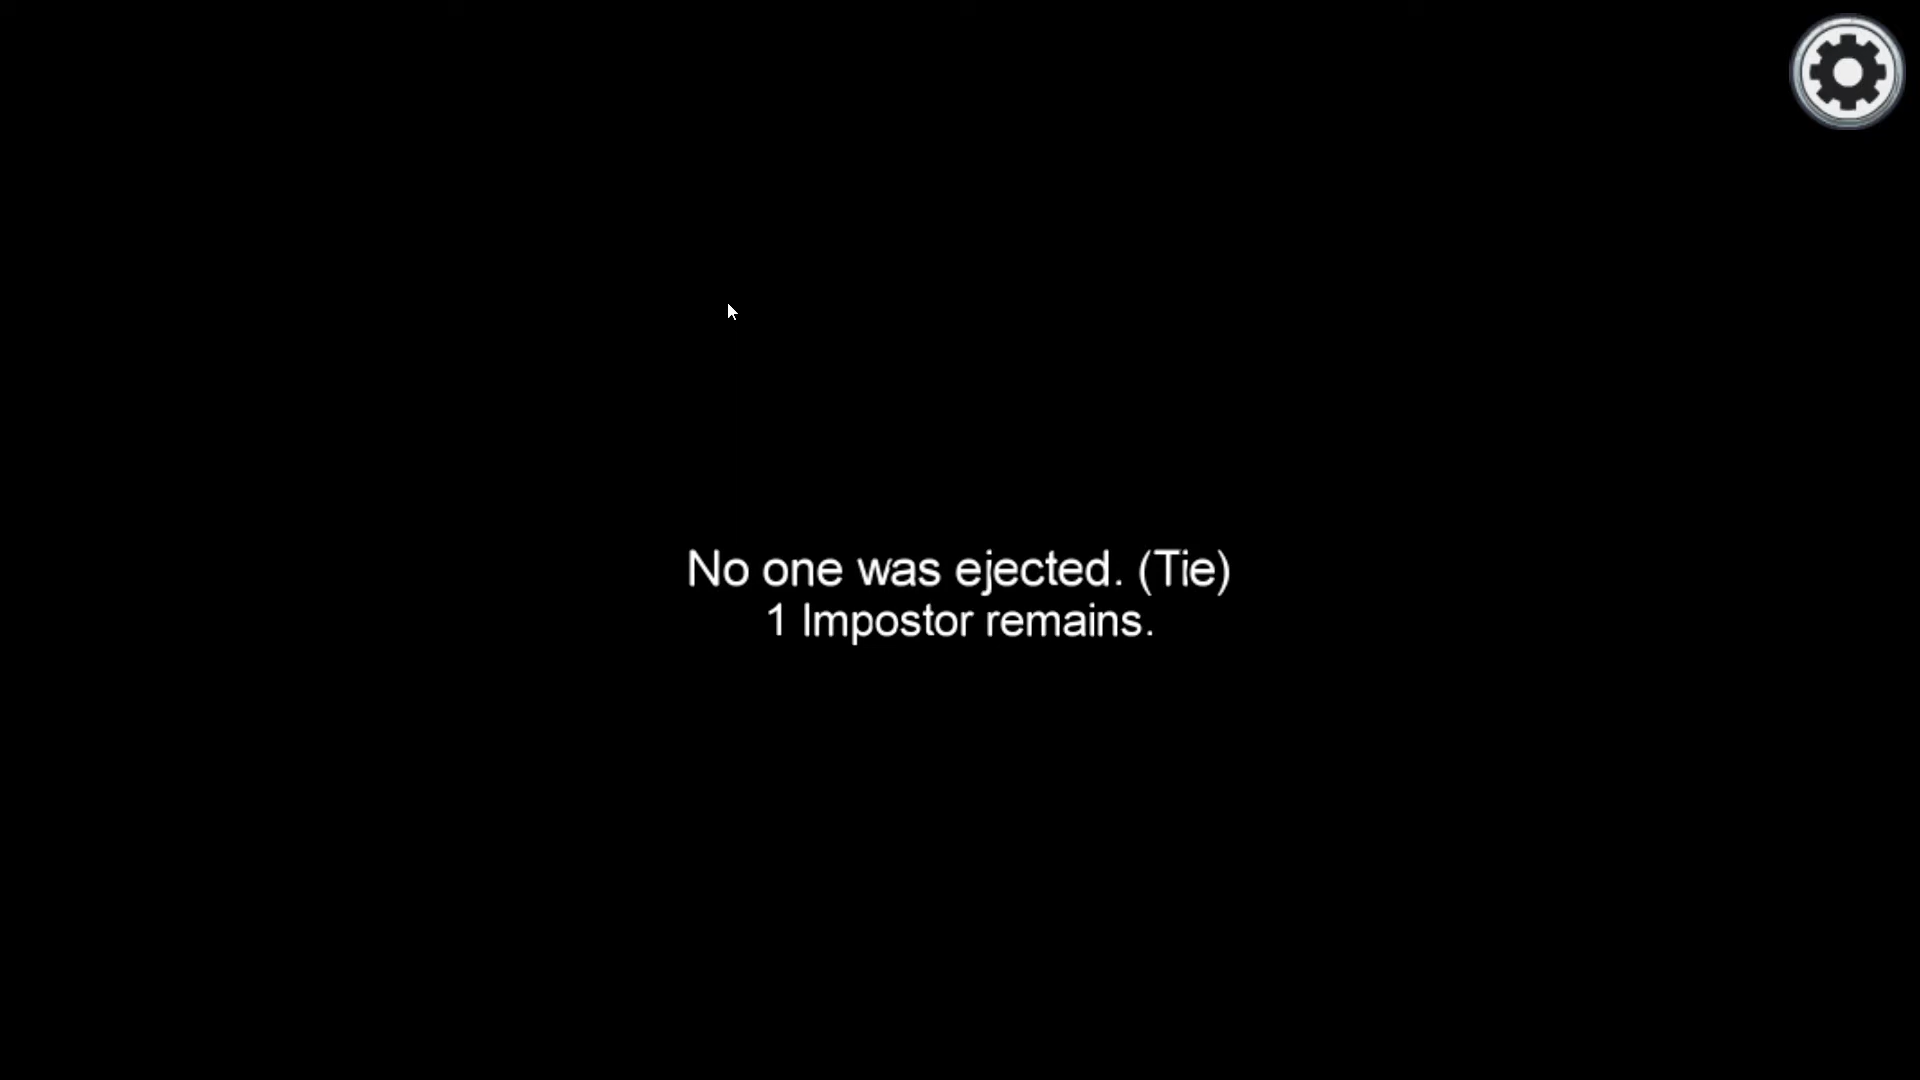 No one was ejected. (Tie)
1 Impostor remains.